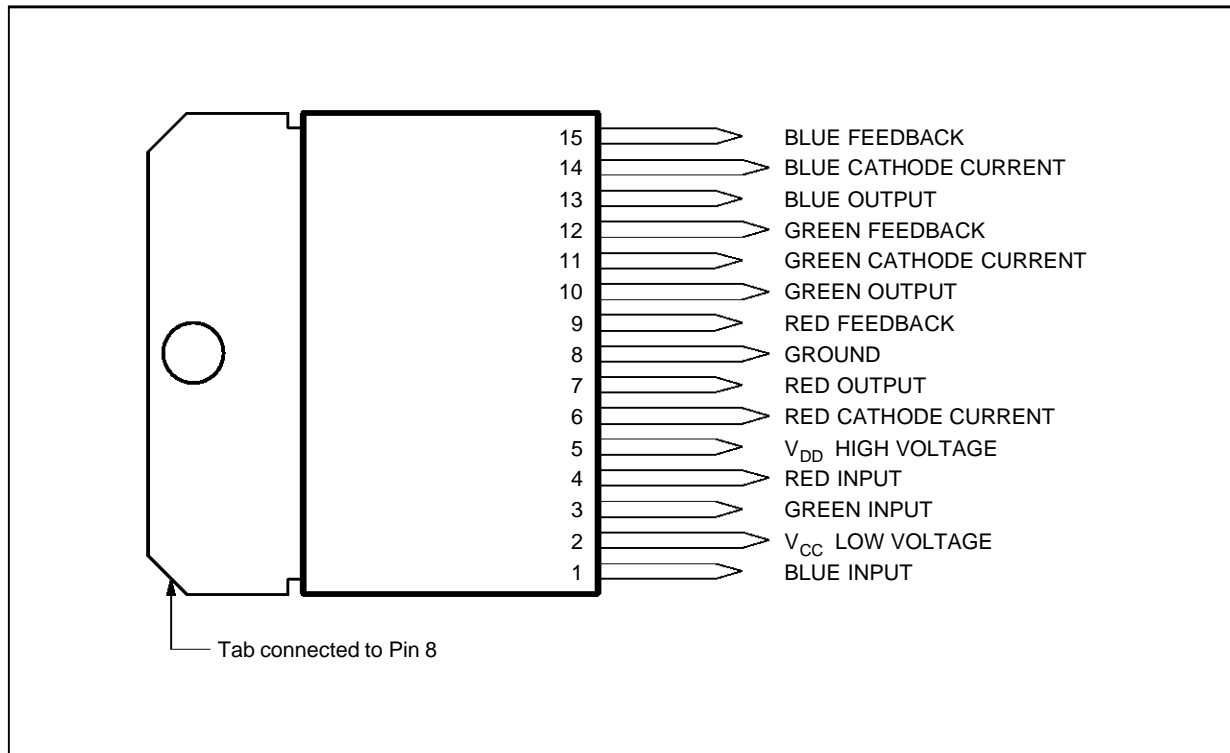 15 BLUE FEEDBACK
14 BLUE CATHODE CURRENT
13 BLUE OUTPUT
12 GREEN FEEDBACK
11 GREEN CATHODE CURRENT
10 GREEN OUTPUT
9 RED FEEDBACK
8 GROUND
7 RED OUTPUT
6 RED CATHODE CURRENT
5 VDD HIGH VOLTAGE
4 RED INPUT
3 GREEN INPUT
2 VCC LOW VOLTAGE
1 BLUE INPUT
Tab connected to Pin 8